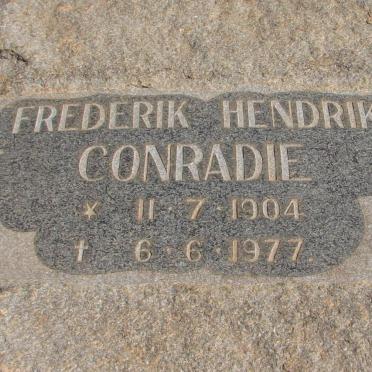 FREDERIK HENDRIK
CONRADIE
* 11·7·1904
† 6·6·1977.